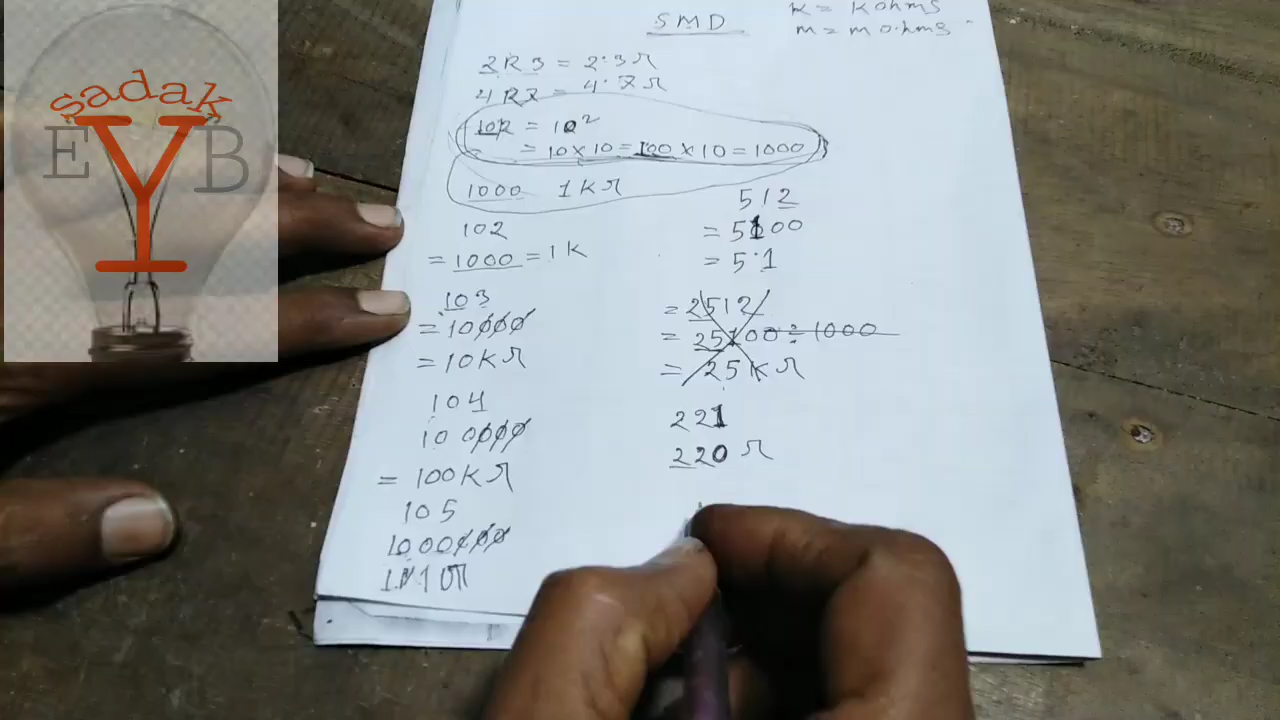 sadak
E Y B
SMD
K = Kohms
m = mohms
2R3 = 2.3Ω
4R7 = 4.7Ω
102 = 10²
= 10×10=100×10=1000
1000 1KΩ
102
= 1000 = 1K
103
= 10000
= 10KΩ
104
100000
= 100KΩ
105
1000000
512
= 5100
= 5.1
= 2512
= 25100÷1000
= 25KΩ
221
220Ω